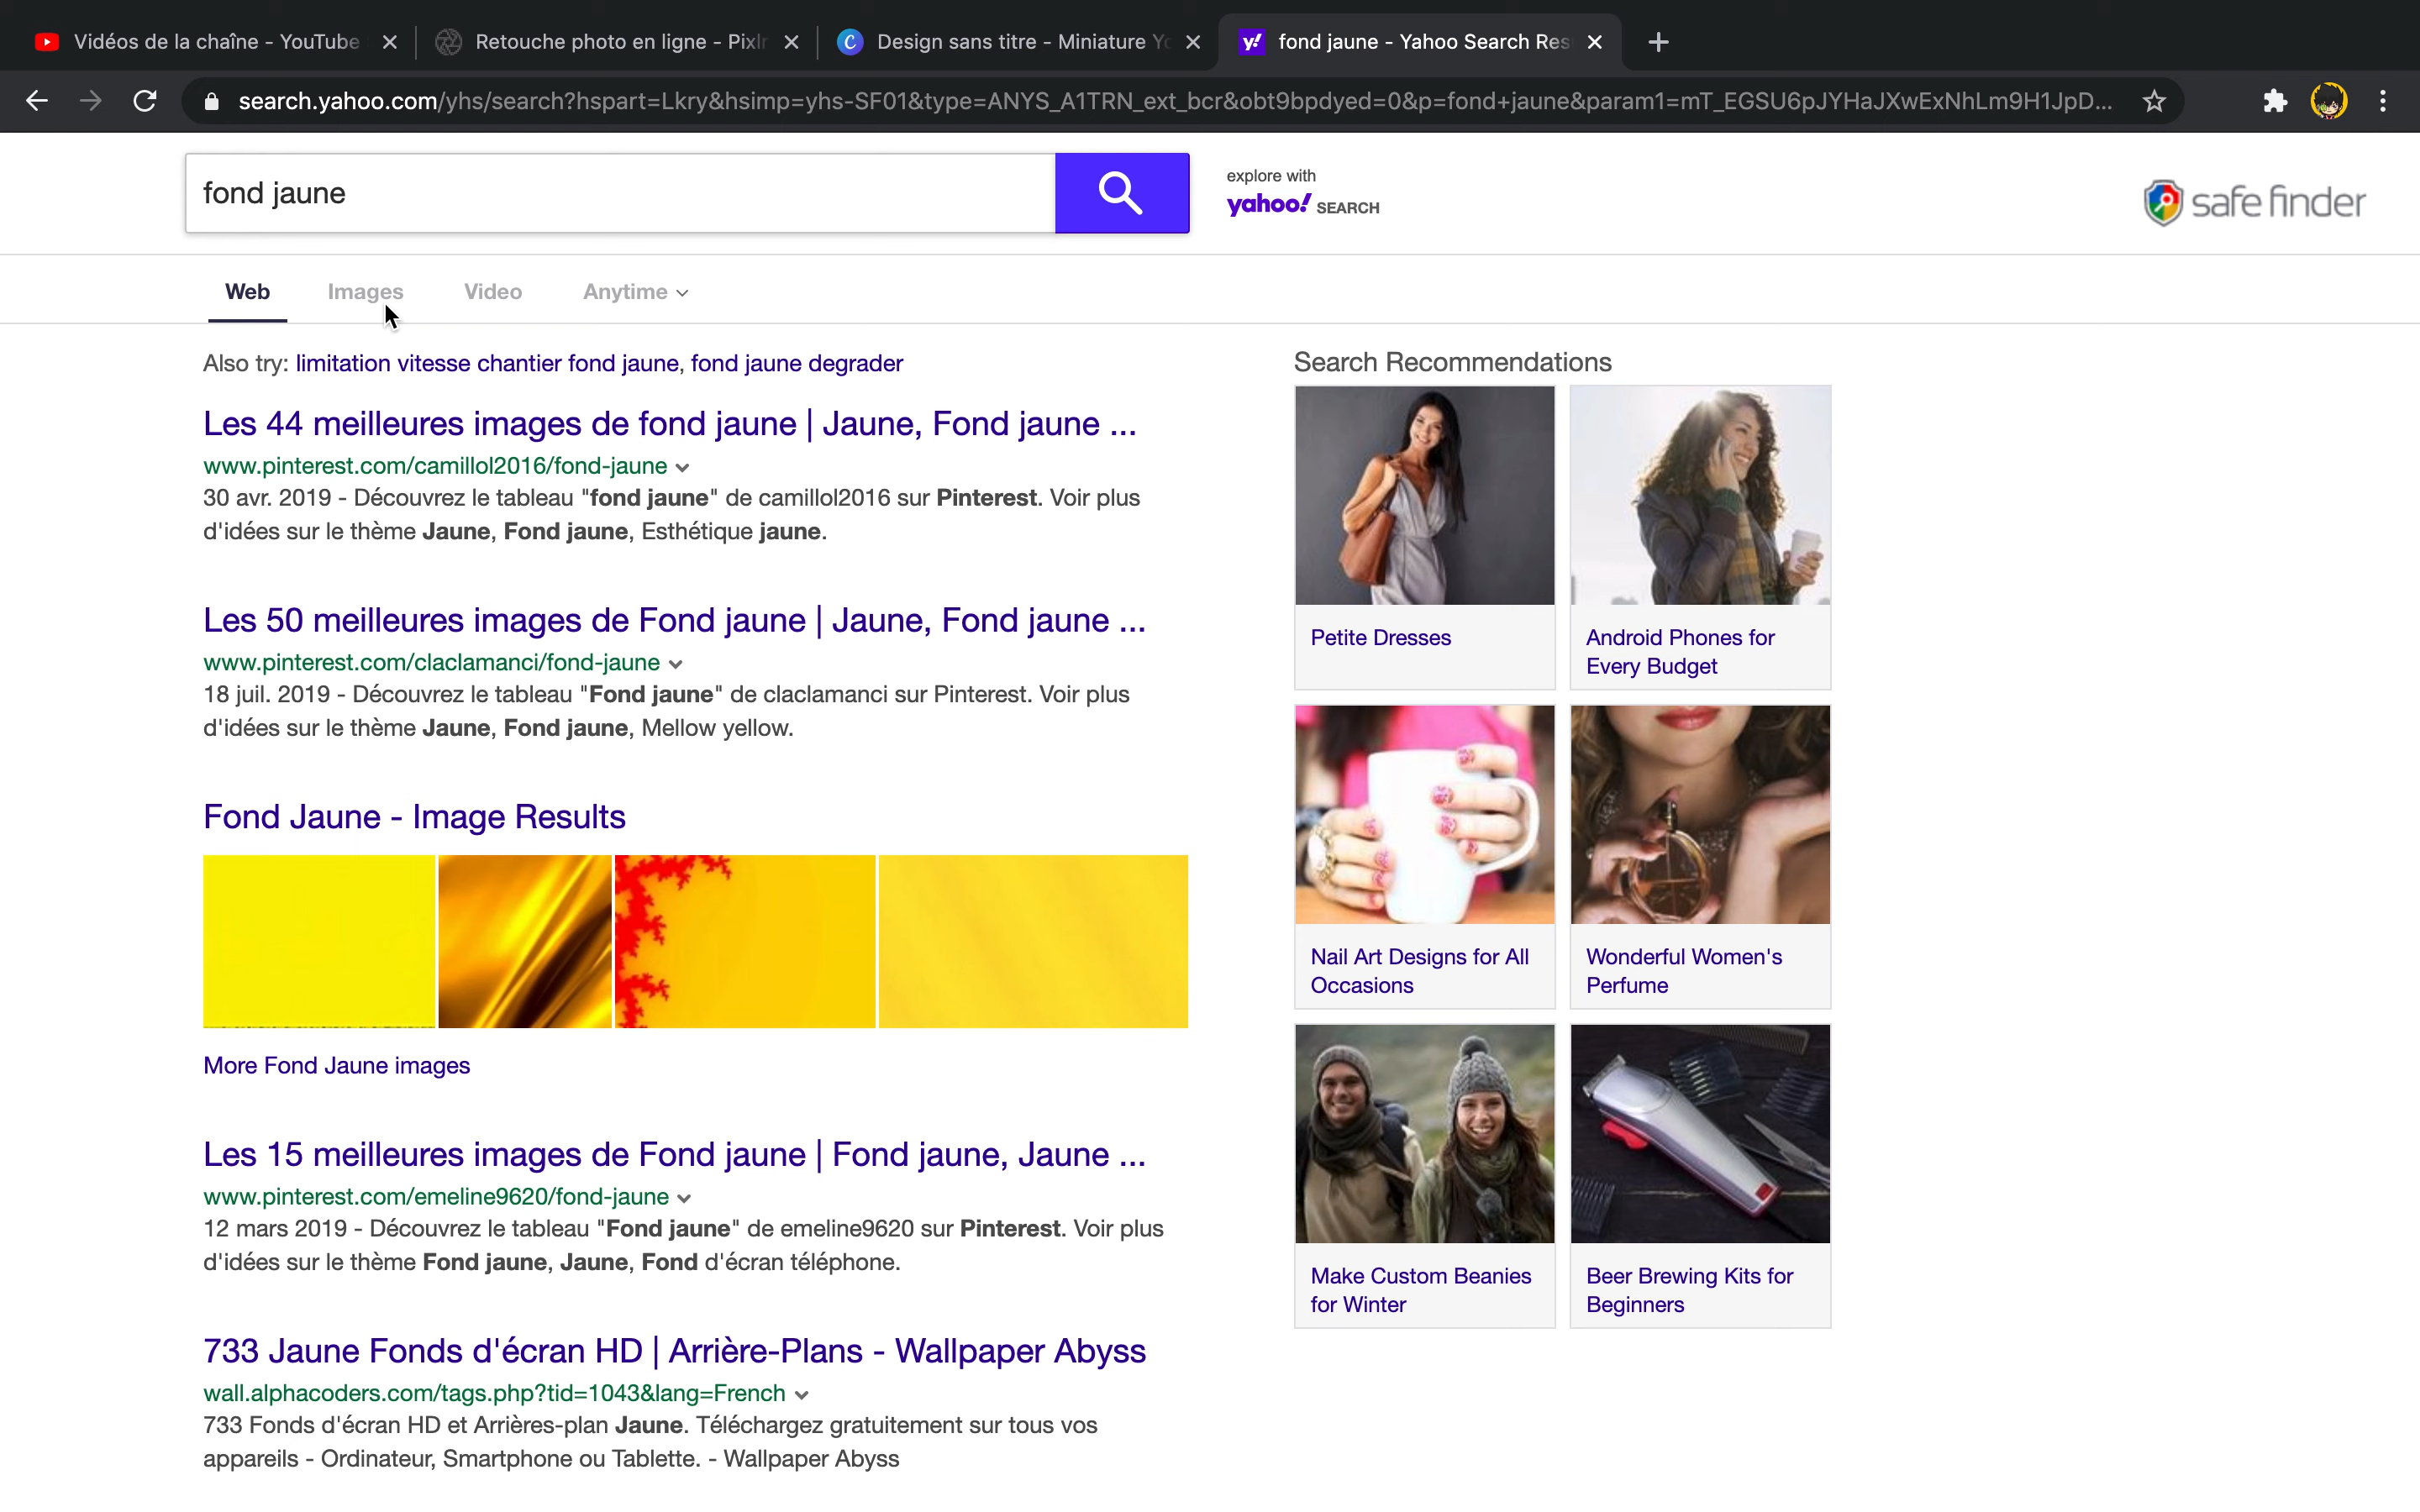 Vidéos de la chaîne - YouTube
Retouche photo en ligne - Pixlr
Design sans titre - Miniature Yo
fond jaune - Yahoo Search Res
search.yahoo.com/yhs/search?hspart=Lkry&hsimp=yhs-SF01&type=ANYS_A1TRN_ext_bcr&obt9bpdyed=0&p=fond+jaune&param1=mT_EGSU6pJYHaJXwExNhLm9H1JpD...
fond jaune
explore with
yahoo! SEARCH
safe finder
Web
Images
Video
Anytime
Also try: limitation vitesse chantier fond jaune, fond jaune degrader
Les 44 meilleures images de fond jaune | Jaune, Fond jaune ...
www.pinterest.com/camillol2016/fond-jaune
30 avr. 2019 - Découvrez le tableau "fond jaune" de camillol2016 sur Pinterest. Voir plus
d'idées sur le thème Jaune, Fond jaune, Esthétique jaune.
Les 50 meilleures images de Fond jaune | Jaune, Fond jaune ...
www.pinterest.com/claclamanci/fond-jaune
18 juil. 2019 - Découvrez le tableau "Fond jaune" de claclamanci sur Pinterest. Voir plus
d'idées sur le thème Jaune, Fond jaune, Mellow yellow.
Fond Jaune - Image Results
More Fond Jaune images
Les 15 meilleures images de Fond jaune | Fond jaune, Jaune ...
www.pinterest.com/emeline9620/fond-jaune
12 mars 2019 - Découvrez le tableau "Fond jaune" de emeline9620 sur Pinterest. Voir plus
d'idées sur le thème Fond jaune, Jaune, Fond d'écran téléphone.
733 Jaune Fonds d'écran HD | Arrière-Plans - Wallpaper Abyss
wall.alphacoders.com/tags.php?tid=1043&lang=French
733 Fonds d'écran HD et Arrières-plan Jaune. Téléchargez gratuitement sur tous vos
appareils - Ordinateur, Smartphone ou Tablette. - Wallpaper Abyss
Search Recommendations
Petite Dresses
Android Phones for
Every Budget
Nail Art Designs for All
Occasions
Wonderful Women's
Perfume
Make Custom Beanies
for Winter
Beer Brewing Kits for
Beginners